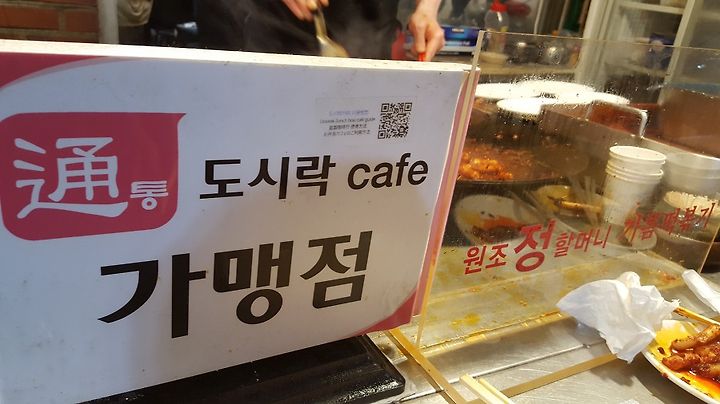 通 통
도시락 cafe
가맹점
원조 정할머니 기름떡볶기